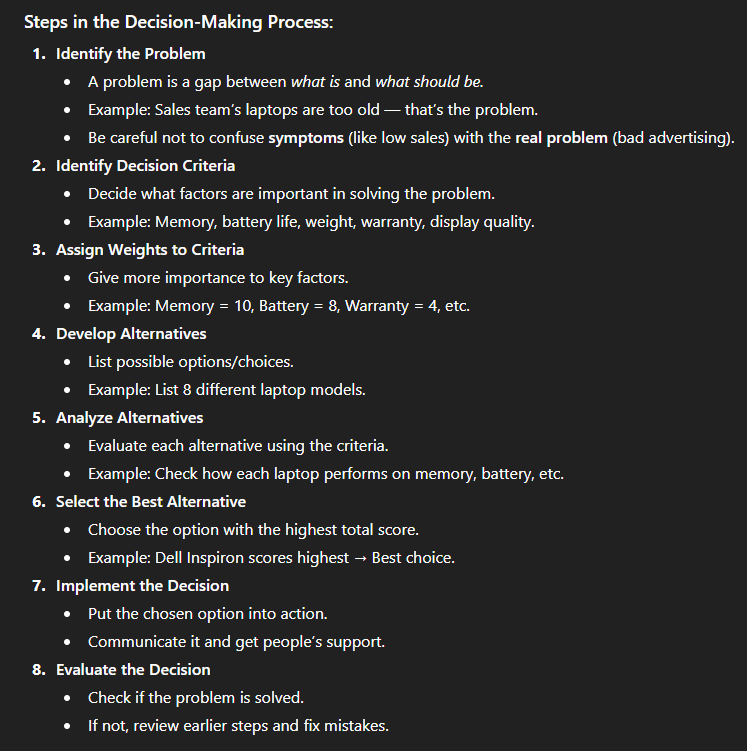 Steps in the Decision-Making Process:
1. Identify the Problem
• A problem is a gap between what is and what should be.
• Example: Sales team’s laptops are too old — that’s the problem.
• Be careful not to confuse symptoms (like low sales) with the real problem (bad advertising).
2. Identify Decision Criteria
• Decide what factors are important in solving the problem.
• Example: Memory, battery life, weight, warranty, display quality.
3. Assign Weights to Criteria
• Give more importance to key factors.
• Example: Memory = 10, Battery = 8, Warranty = 4, etc.
4. Develop Alternatives
• List possible options/choices.
• Example: List 8 different laptop models.
5. Analyze Alternatives
• Evaluate each alternative using the criteria.
• Example: Check how each laptop performs on memory, battery, etc.
6. Select the Best Alternative
• Choose the option with the highest total score.
• Example: Dell Inspiron scores highest → Best choice.
7. Implement the Decision
• Put the chosen option into action.
• Communicate it and get people’s support.
8. Evaluate the Decision
• Check if the problem is solved.
• If not, review earlier steps and fix mistakes.